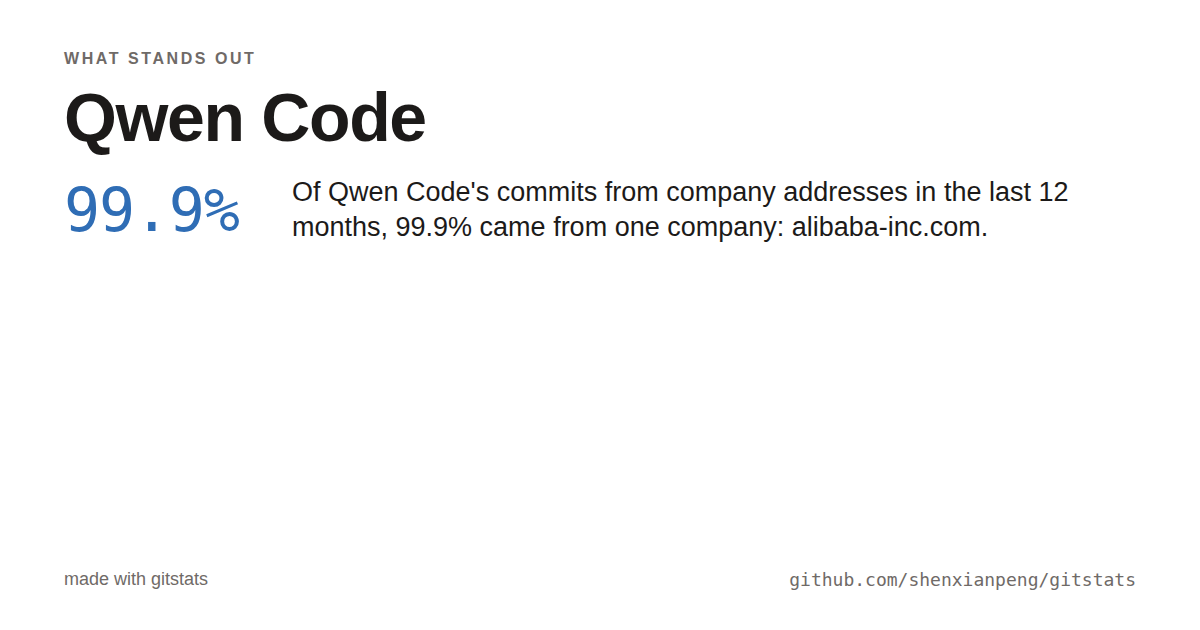 WHAT STANDS OUT
Qwen Code
99.9%
Of Qwen Code's commits from company addresses in the last 12
months, 99.9% came from one company: alibaba-inc.com.
made with gitstats
github.com/shenxianpeng/gitstats